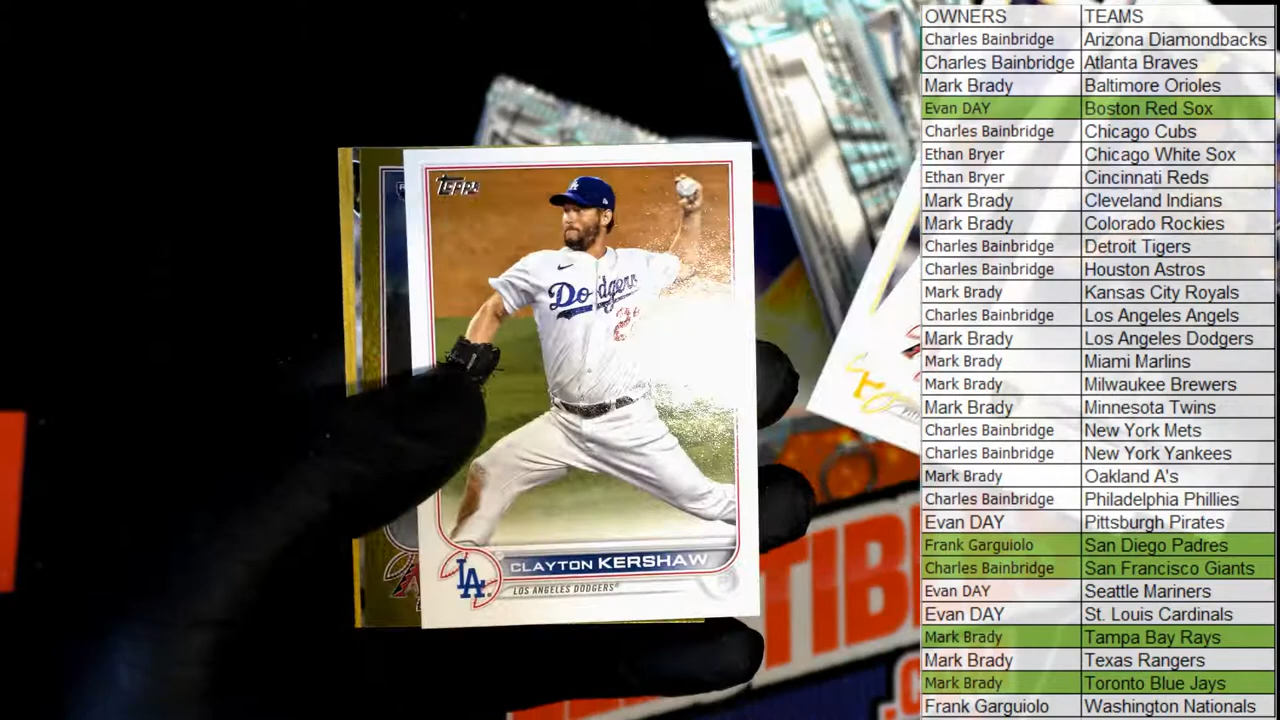 TOPPS
Dodgers
CLAYTON KERSHAW
LA
LOS ANGELES DODGERS®
TIB
OWNERS TEAMS
Charles Bainbridge Arizona Diamondbacks
Charles Bainbridge Atlanta Braves
Mark Brady Baltimore Orioles
Evan DAY Boston Red Sox
Charles Bainbridge Chicago Cubs
Ethan Bryer Chicago White Sox
Ethan Bryer Cincinnati Reds
Mark Brady Cleveland Indians
Mark Brady Colorado Rockies
Charles Bainbridge Detroit Tigers
Charles Bainbridge Houston Astros
Mark Brady Kansas City Royals
Charles Bainbridge Los Angeles Angels
Mark Brady Los Angeles Dodgers
Mark Brady Miami Marlins
Mark Brady Milwaukee Brewers
Mark Brady Minnesota Twins
Charles Bainbridge New York Mets
Charles Bainbridge New York Yankees
Mark Brady Oakland A's
Charles Bainbridge Philadelphia Phillies
Evan DAY Pittsburgh Pirates
Frank Garguiolo San Diego Padres
Charles Bainbridge San Francisco Giants
Evan DAY Seattle Mariners
Evan DAY St. Louis Cardinals
Mark Brady Tampa Bay Rays
Mark Brady Texas Rangers
Mark Brady Toronto Blue Jays
Frank Garguiolo Washington Nationals